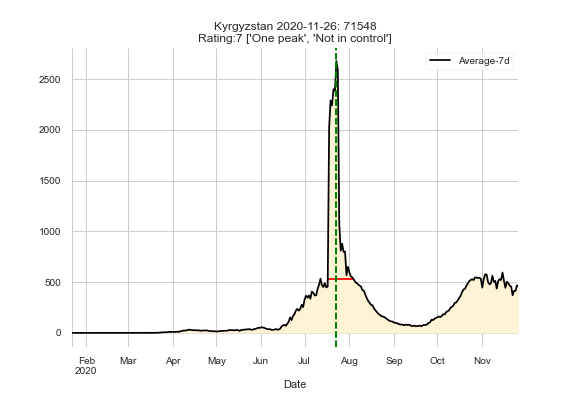 Kyrgyzstan 2020-11-26: 71548
Rating:7 ['One peak', 'Not in control']
Average-7d
2500
2000
1500
1000
500
0
Feb Mar Apr May Jun Jul Aug Sep Oct Nov
2020
Date